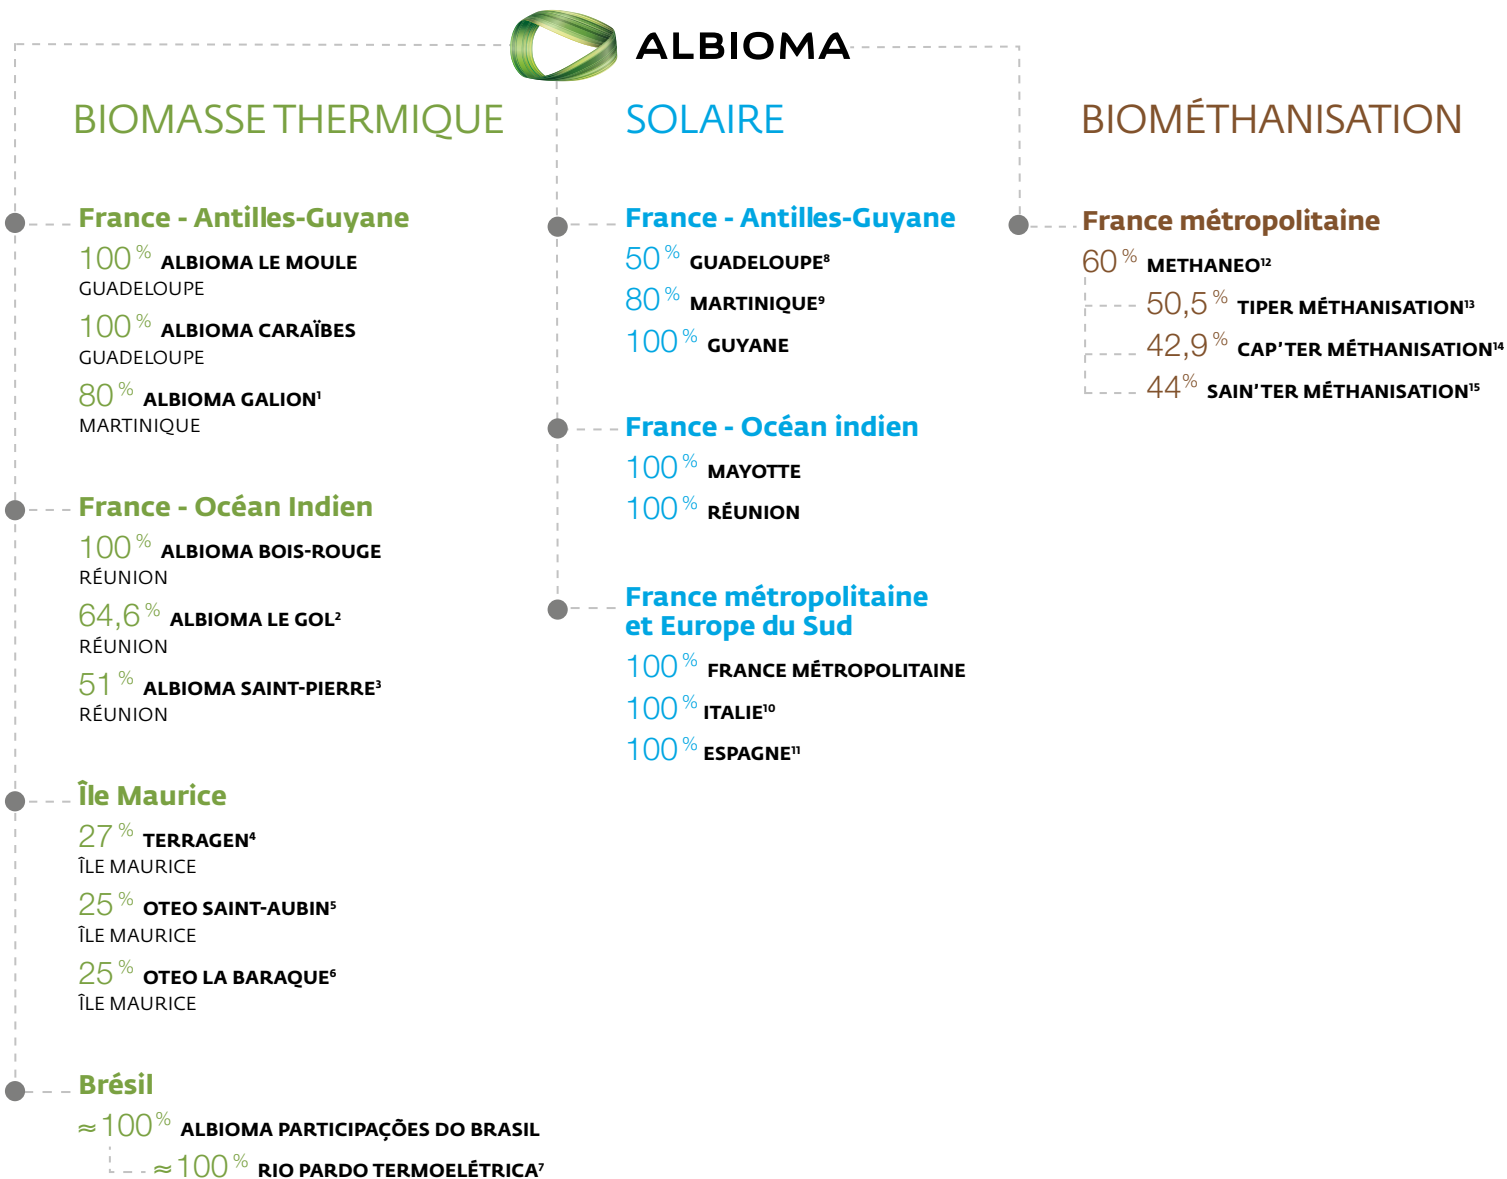 ALBIOMA
BIOMASSE THERMIQUE
France - Antilles-Guyane
100 % ALBIOMA LE MOULE
GUADELOUPE
100 % ALBIOMA CARAÏBES
GUADELOUPE
80 % ALBIOMA GALION¹
MARTINIQUE
France - Océan Indien
100 % ALBIOMA BOIS-ROUGE
RÉUNION
64,6 % ALBIOMA LE GOL²
RÉUNION
51 % ALBIOMA SAINT-PIERRE³
RÉUNION
Île Maurice
27 % TERRAGEN⁴
ÎLE MAURICE
25 % OTEO SAINT-AUBIN⁵
ÎLE MAURICE
25 % OTEO LA BARAQUE⁶
ÎLE MAURICE
Brésil
≈ 100 % ALBIOMA PARTICIPAÇÕES DO BRASIL
≈ 100 % RIO PARDO TERMOELÉTRICA⁷
SOLAIRE
France - Antilles-Guyane
50 % GUADELOUPE⁸
80 % MARTINIQUE⁹
100 % GUYANE
France - Océan indien
100 % MAYOTTE
100 % RÉUNION
France métropolitaine
et Europe du Sud
100 % FRANCE MÉTROPOLITAINE
100 % ITALIE¹⁰
100 % ESPAGNE¹¹
BIOMÉTHANISATION
France métropolitaine
60 % METHANEO¹²
50,5 % TIPER MÉTHANISATION¹³
42,9 % CAP'TER MÉTHANISATION¹⁴
44 % SAIN'TER MÉTHANISATION¹⁵